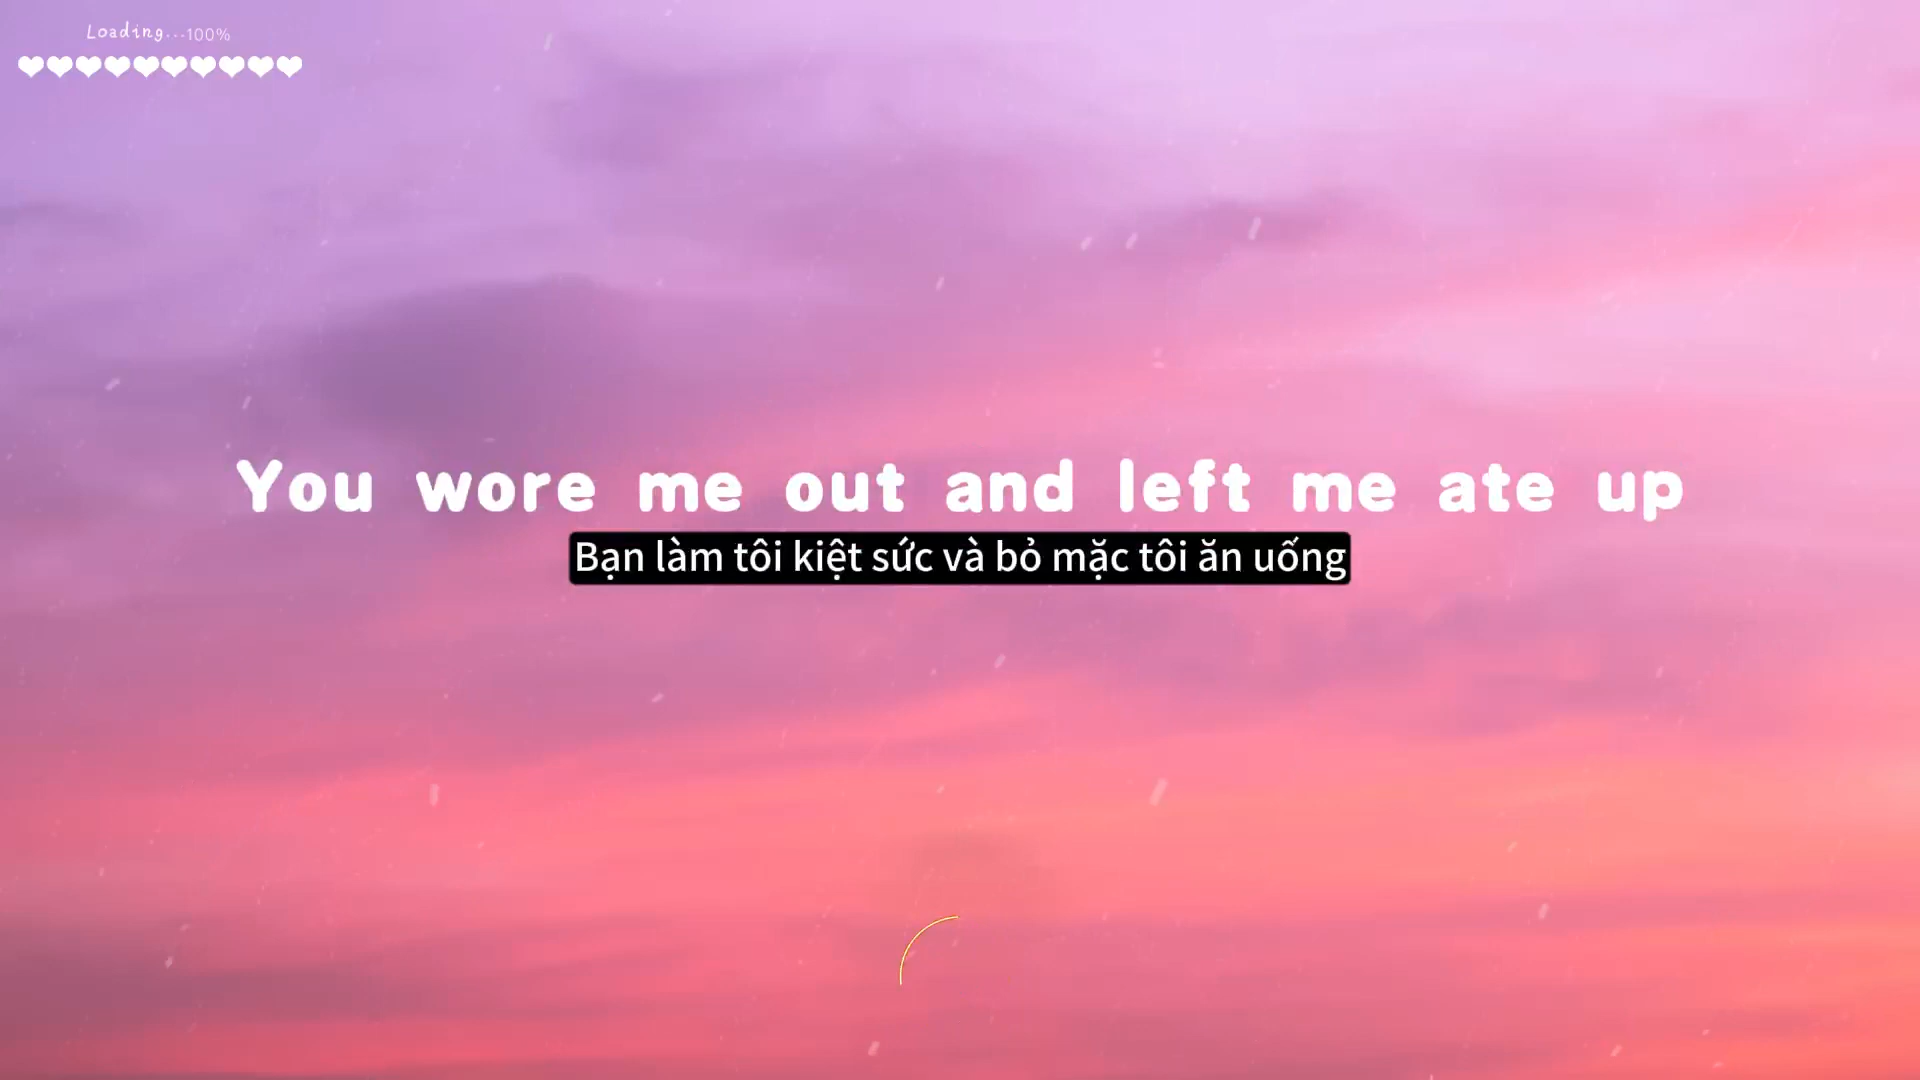 Loading...100%
You wore me out and left me ate up
Bạn làm tôi kiệt sức và bỏ mặc tôi ăn uống